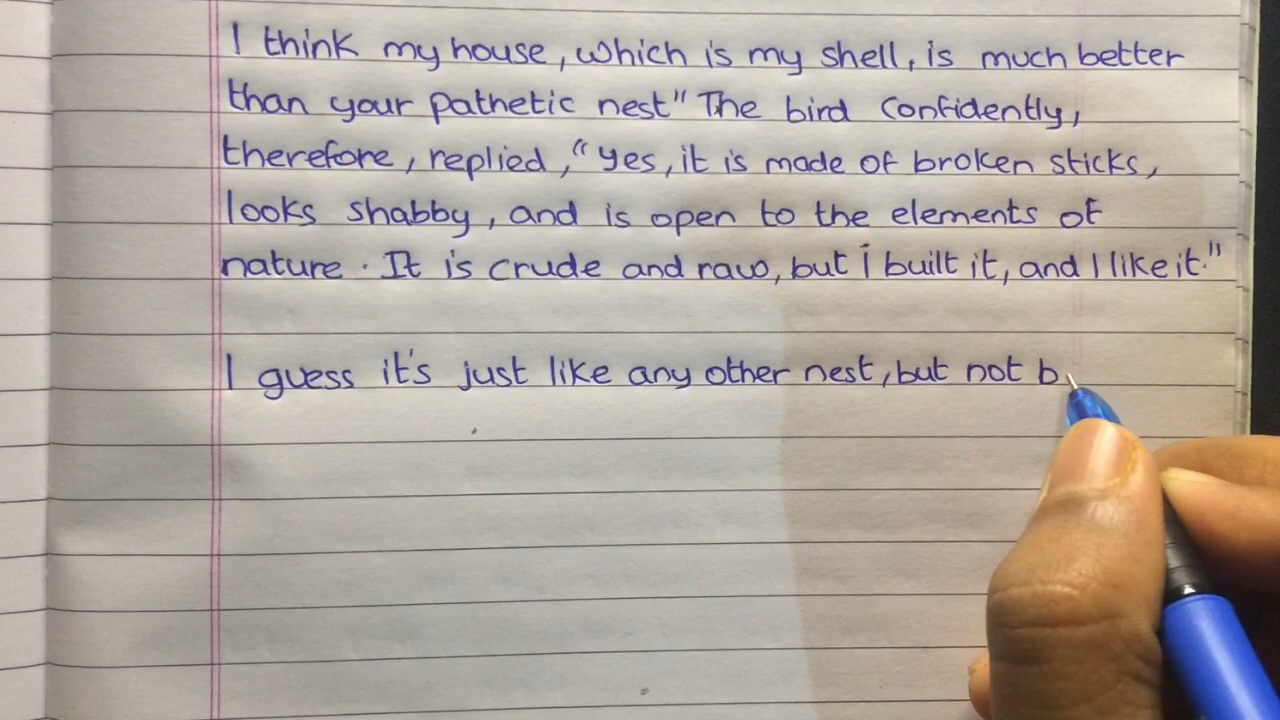 I think my house, which is my shell, is much better
than your pathetic nest" The bird confidently,
therefore, replied, "Yes, it is made of broken sticks,
looks shabby, and is open to the elements of
nature. It is crude and raw, but i built it, and I like it."
I guess it's just like any other nest, but not b